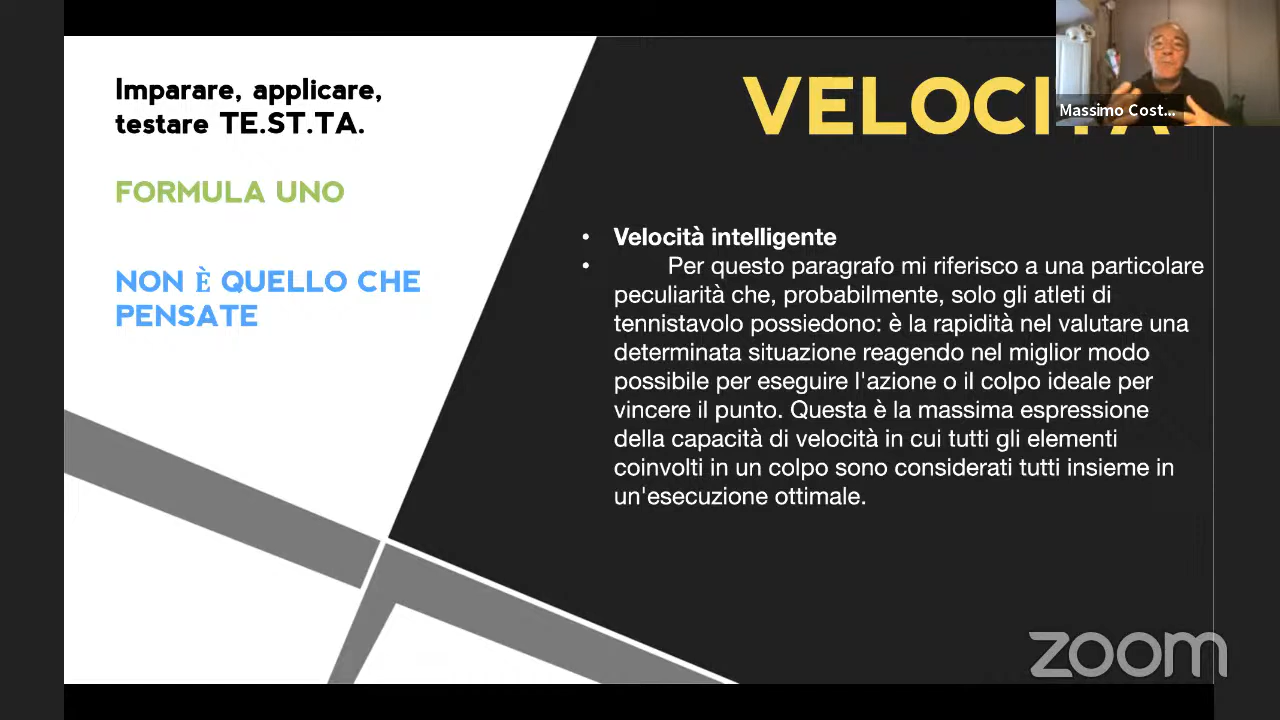 Imparare, applicare,
testare TE.ST.TA.
FORMULA UNO
NON È QUELLO CHE
PENSATE
Massimo Cost...
• Velocità intelligente
• Per questo paragrafo mi riferisco a una particolare
peculiarità che, probabilmente, solo gli atleti di
tennistavolo possiedono: è la rapidità nel valutare una
determinata situazione reagendo nel miglior modo
possibile per eseguire l'azione o il colpo ideale per
vincere il punto. Questa è la massima espressione
della capacità di velocità in cui tutti gli elementi
coinvolti in un colpo sono considerati tutti insieme in
un'esecuzione ottimale.
zoom